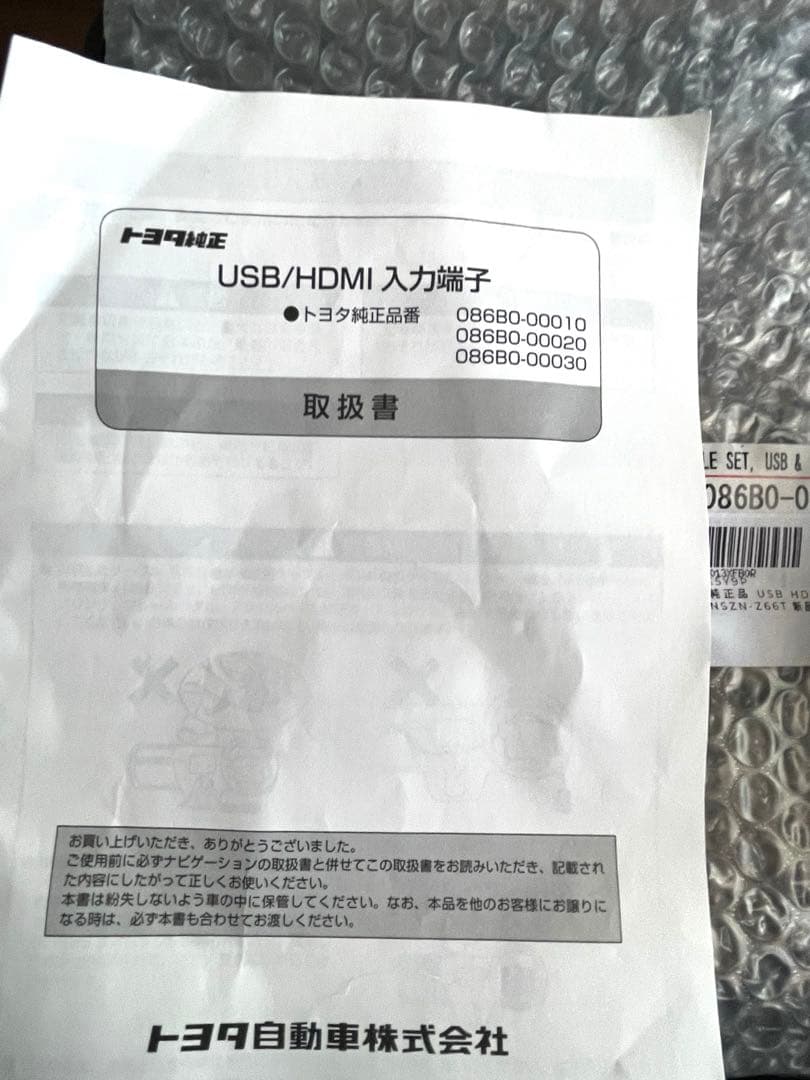 トヨタ純正
USB/HDMI 入力端子
●トヨタ純正品番 086B0-00010
086B0-00020
086B0-00030
取扱書
LE SET, USB &
086B0-0
純正品 USB HD
NSZN-Z66T 新品
お買い上げいただき、ありがとうございました。
ご使用前に必ずナビゲーションの取扱書と併せてこの取扱書をお読みいただき、記載され
た内容にしたがって正しくお使いください。
本書は紛失しないよう車の中に保管してください。なお、本品を他のお客様にお譲りに
なる時は、必ず本書も合わせてお渡しください。
トヨタ自動車株式会社